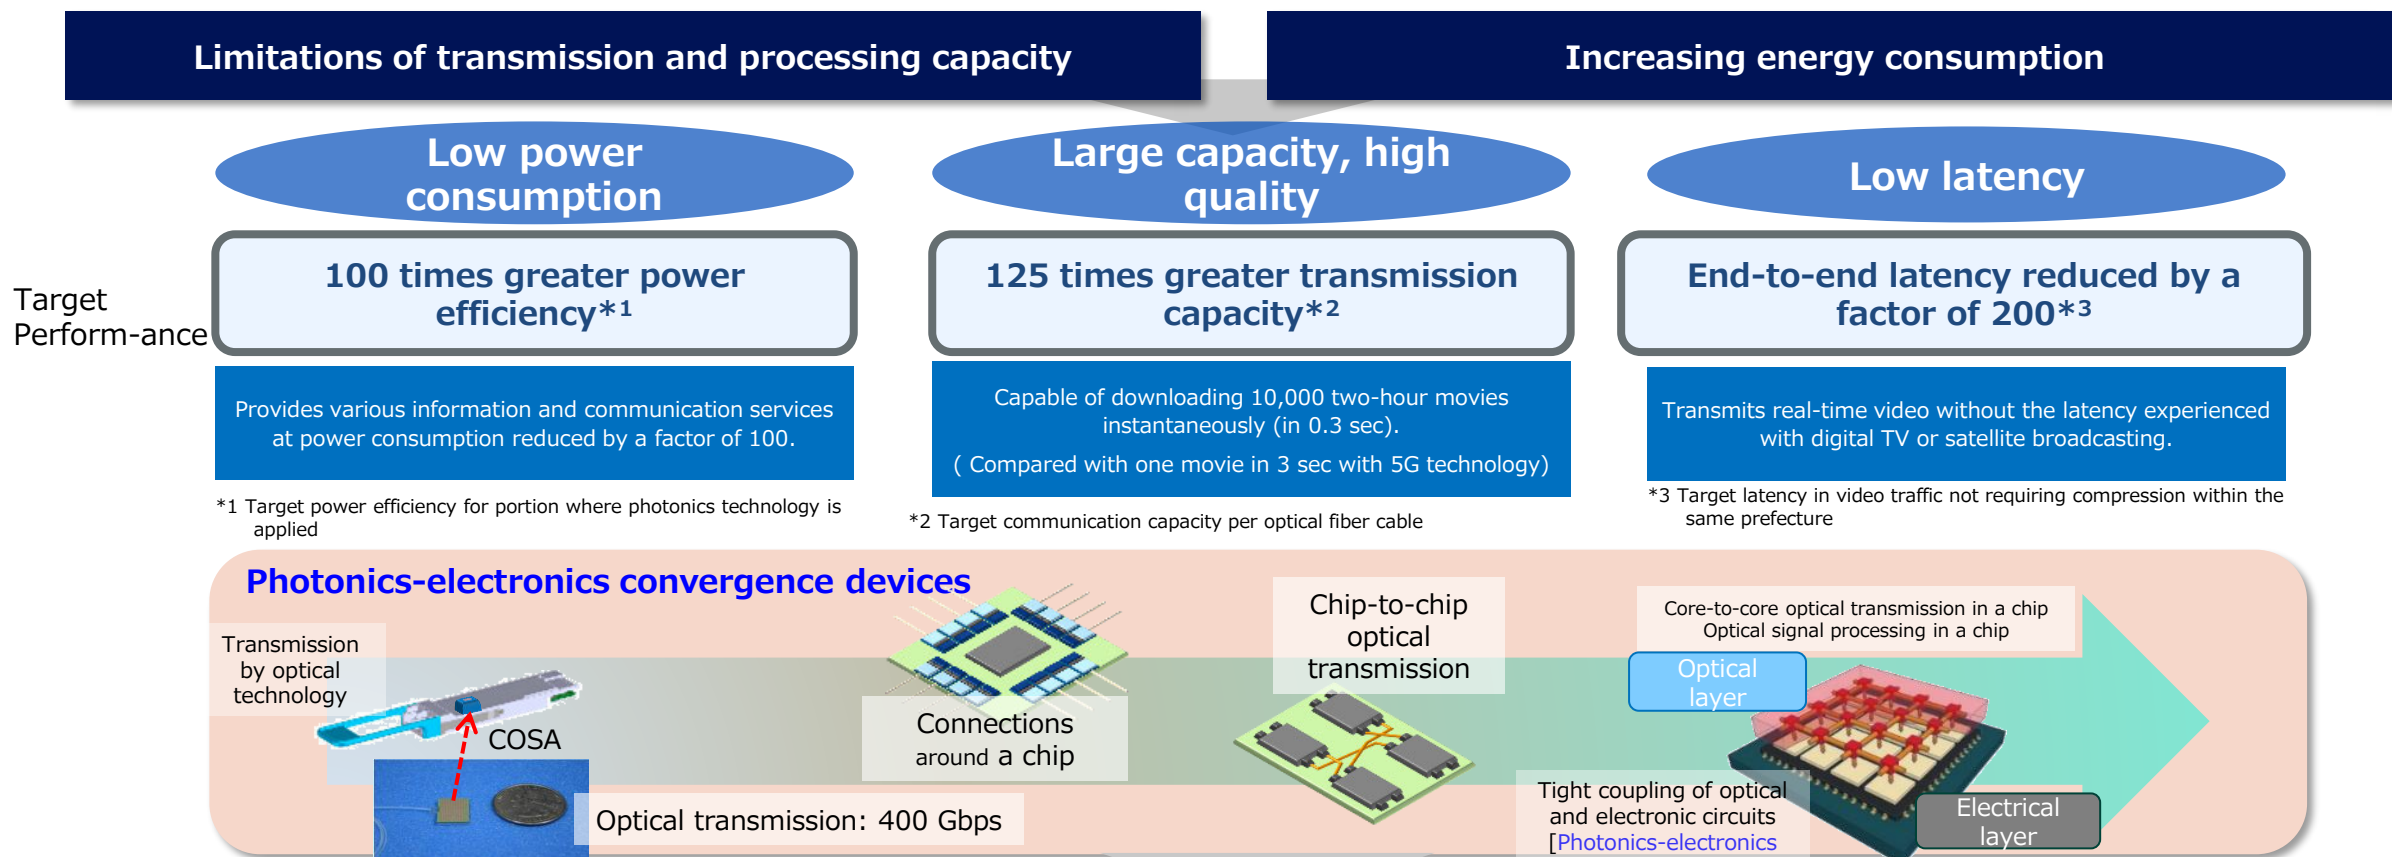 Limitations of transmission and processing capacity
Increasing energy consumption
Low power
consumption
Large capacity, high
quality
Low latency
Target
Perform-ance
100 times greater power
efficiency*1
125 times greater transmission
capacity*2
End-to-end latency reduced by a
factor of 200*3
Provides various information and communication services
at power consumption reduced by a factor of 100.
Capable of downloading 10,000 two-hour movies
instantaneously (in 0.3 sec).
( Compared with one movie in 3 sec with 5G technology)
Transmits real-time video without the latency experienced
with digital TV or satellite broadcasting.
*1 Target power efficiency for portion where photonics technology is
applied
*2 Target communication capacity per optical fiber cable
*3 Target latency in video traffic not requiring compression within the
same prefecture
Photonics-electronics convergence devices
Transmission
by optical
technology
COSA
Optical transmission: 400 Gbps
Connections
around a chip
Chip-to-chip
optical
transmission
Core-to-core optical transmission in a chip
Optical signal processing in a chip
Optical
layer
Tight coupling of optical
and electronic circuits
[Photonics-electronics
Electrical
layer